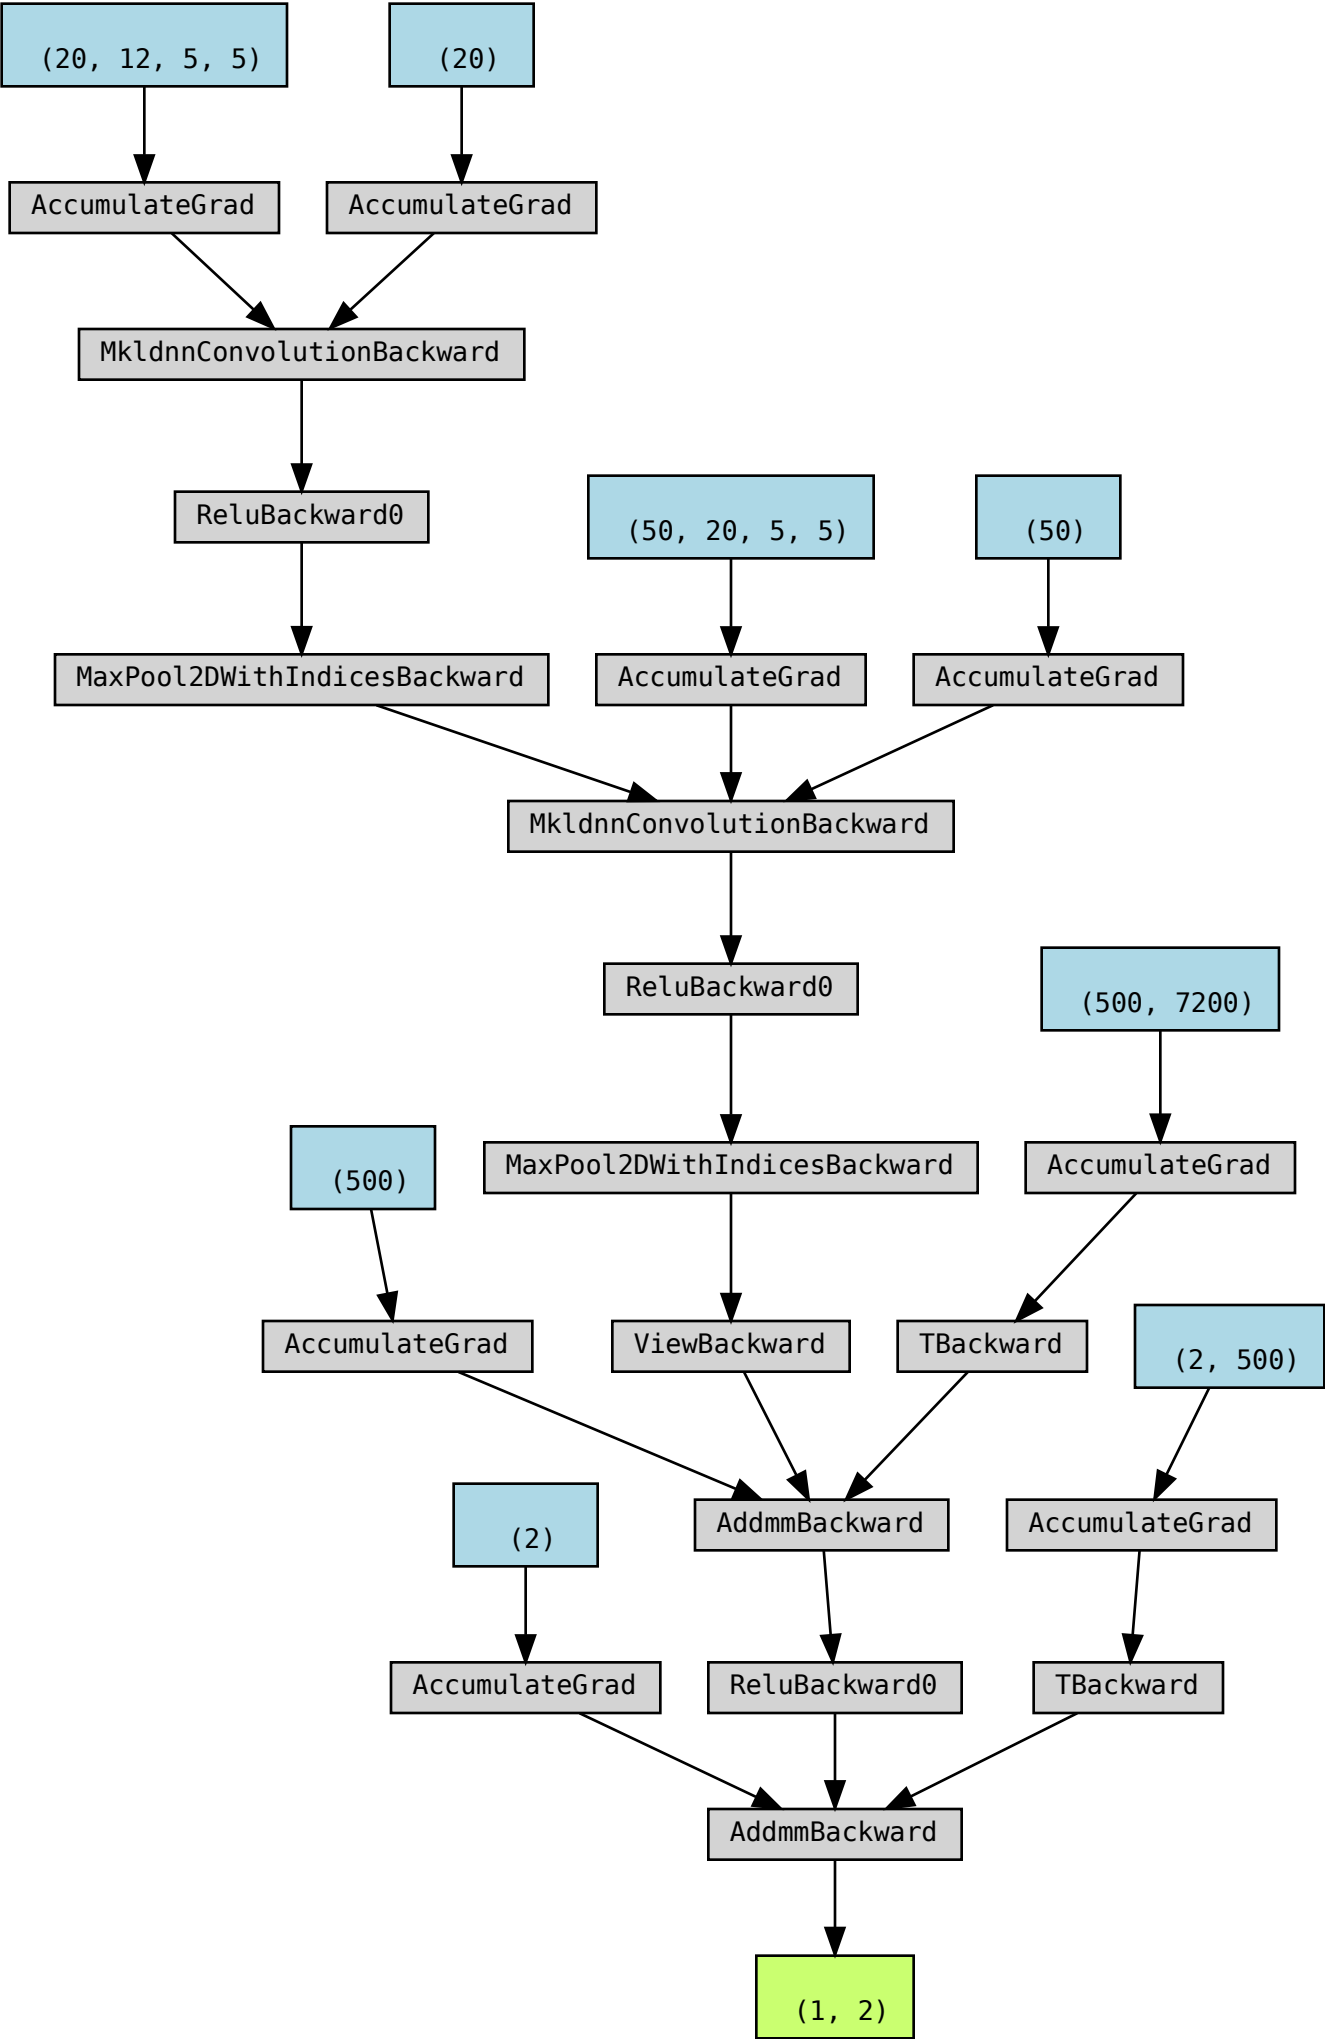 (20, 12, 5, 5)
(20)
AccumulateGrad
AccumulateGrad
MkldnnConvolutionBackward
ReluBackward0
(50, 20, 5, 5)
(50)
MaxPool2DWithIndicesBackward
AccumulateGrad
AccumulateGrad
MkldnnConvolutionBackward
ReluBackward0
(500, 7200)
(500)
MaxPool2DWithIndicesBackward
AccumulateGrad
AccumulateGrad
ViewBackward
TBackward
(2, 500)
(2)
AddmmBackward
AccumulateGrad
AccumulateGrad
ReluBackward0
TBackward
AddmmBackward
(1, 2)